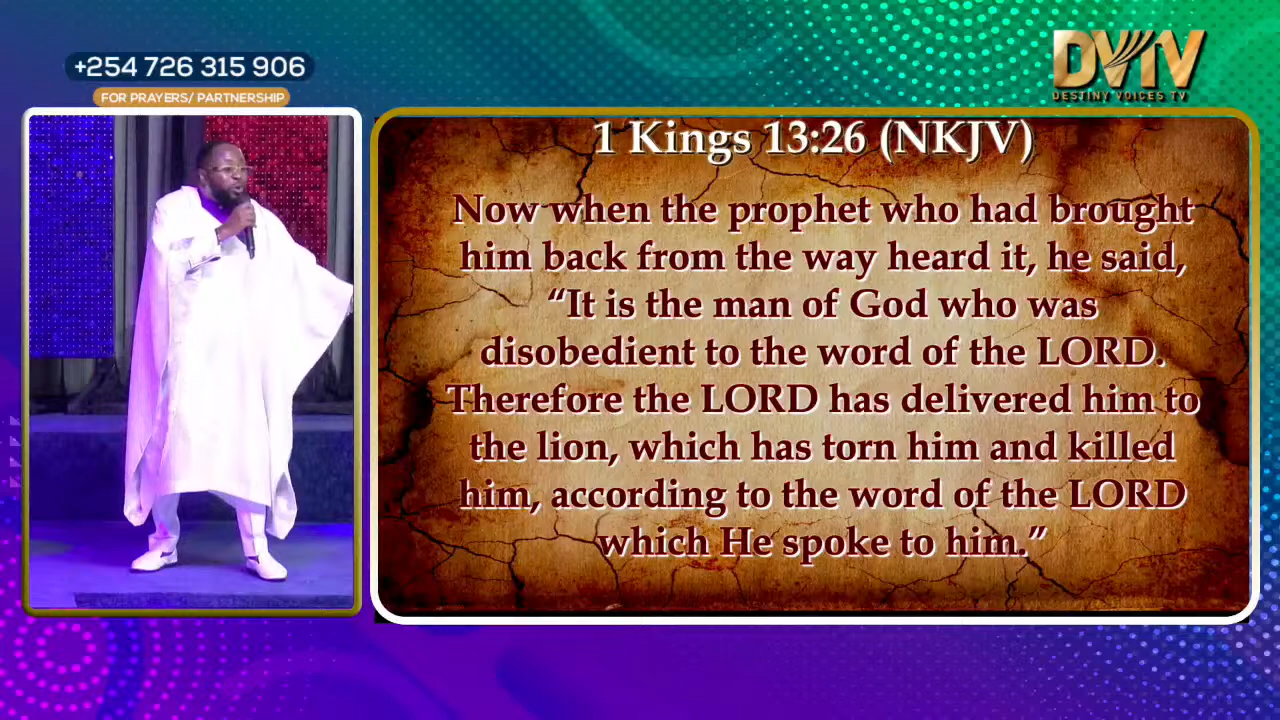 +254 726 315 906
FOR PRAYERS/ PARTNERSHIP
DVTV
DESTINY VOICES TV
1 Kings 13:26 (NKJV)
Now when the prophet who had brought
him back from the way heard it, he said,
“It is the man of God who was
disobedient to the word of the LORD.
Therefore the LORD has delivered him to
the lion, which has torn him and killed
him, according to the word of the LORD
which He spoke to him.”